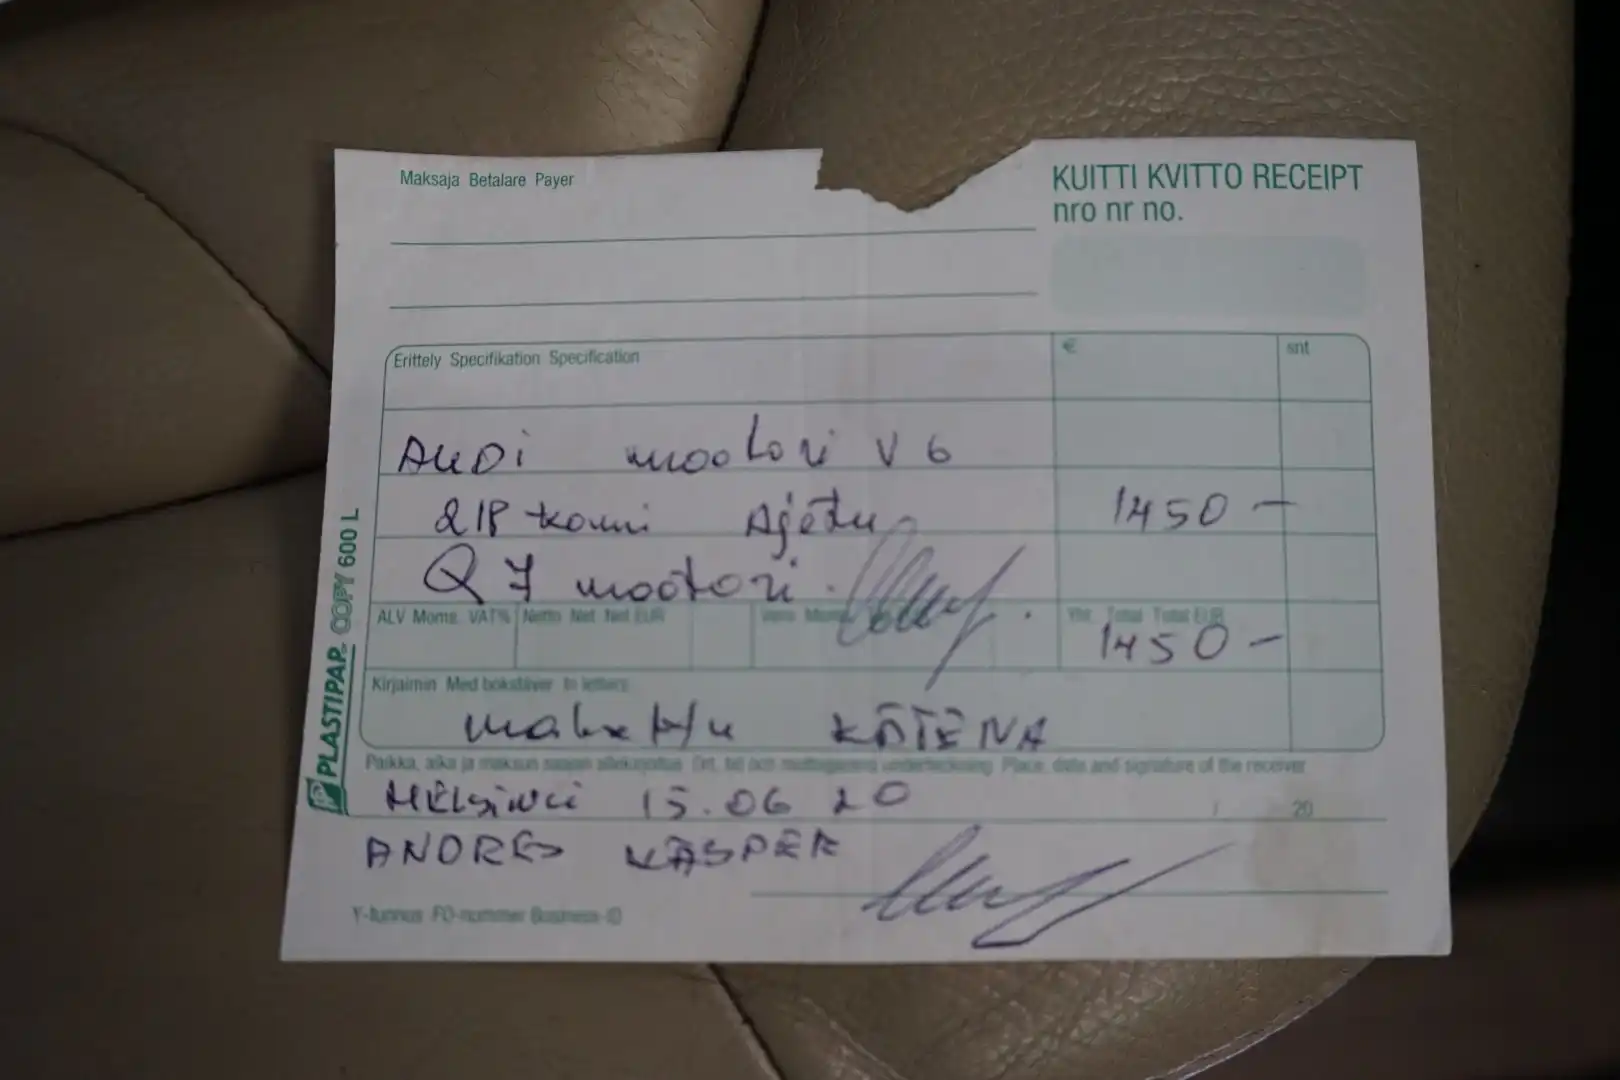 Maksaja Betalare Payer
KUITTI KVITTO RECEIPT
nro nr no.
Erittely Specifikation Specification
€
snt
AUDi mootori V6
218 tkm Ajettu
1450 –
Q7 mootori.
ALV Moms. VAT%
Netto Net. Net EUR
Yht. Total Total EUR
1450 –
Kirjaimin Med bokstäver In letters
maksettu KÄTENA
Paikka, aika ja maksun saajan allekirjoitus Ort, tid och mottagarens underteckning Place, date and signature of the receiver
HELSiNCi 15.06 20
/ 20
ANDRES KASPER
Y-tunnus FO-nummer Business-ID
PLASTIPAP COPY 600 L